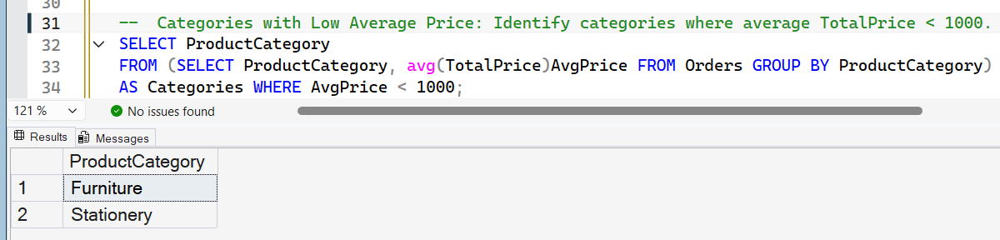 30
31 -- Categories with Low Average Price: Identify categories where average TotalPrice < 1000.
32 SELECT ProductCategory
33 FROM (SELECT ProductCategory, avg(TotalPrice)AvgPrice FROM Orders GROUP BY ProductCategory)
34 AS Categories WHERE AvgPrice < 1000;
121 % No issues found
Results Messages
ProductCategory
1 Furniture
2 Stationery